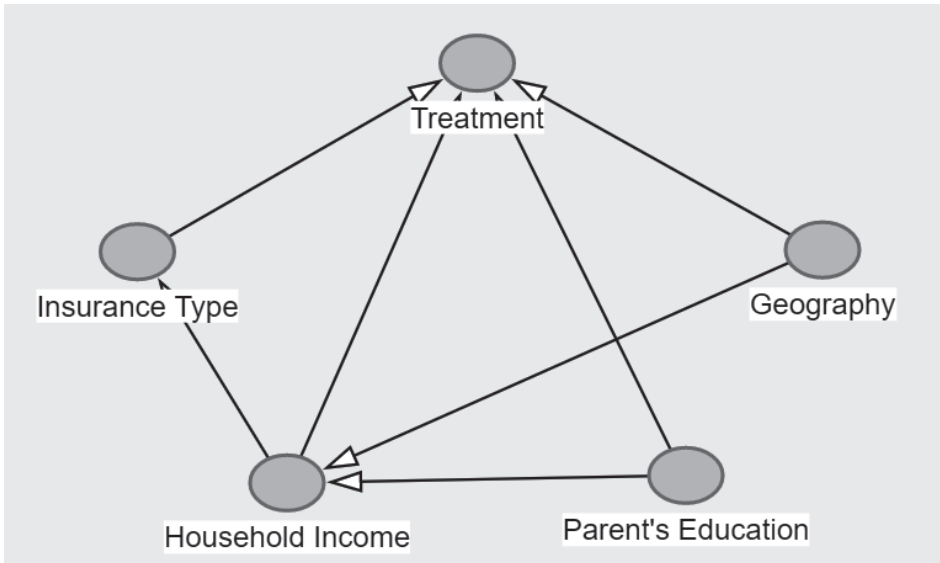 Treatment
Insurance Type
Geography
Household Income
Parent's Education